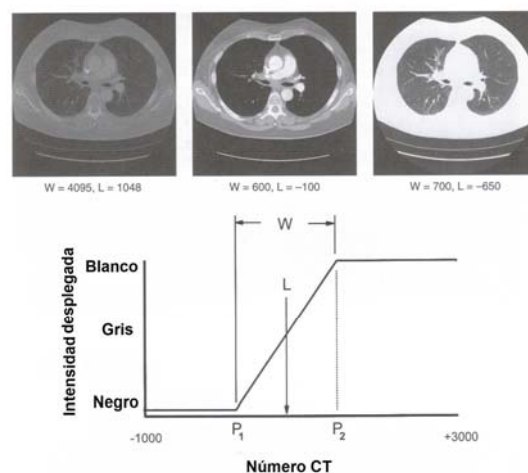 W = 4095, L = 1048
W = 600, L = –100
W = 700, L = –650
W
Blanco
L
Intensidad desplegada
Gris
Negro
-1000
P1
P2
+3000
Número CT